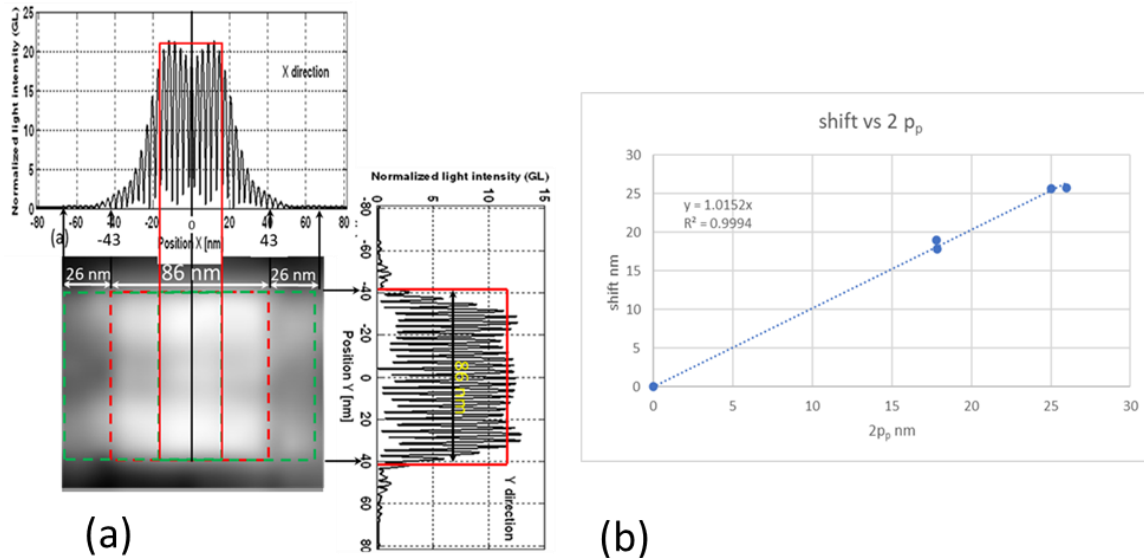 Normalized light intensity (GL)
25
20
15
10
5
0
X direction
-80
-60
-40
-20
0
20
40
60
80
(a)
-43
Position X [nm
43
26 nm
86 nm
26 nm
Normalized light intensity (GL)
0
5
10
15
-80
-60
-40
-20
0
20
40
60
80
Position Y [nm]
86 nm
Y direction
(a)
shift vs 2 pp
y = 1.0152x
R² = 0.9994
shift nm
30
25
20
15
10
5
0
0
5
10
15
20
25
30
2pp nm
(b)